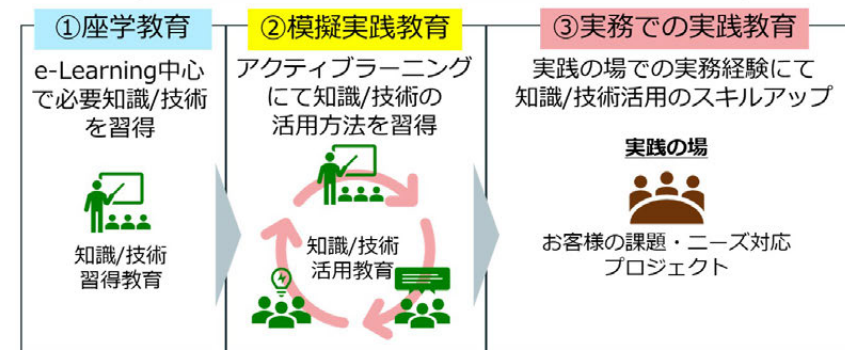 ①座学教育
e-Learning中心
で必要知識/技術
を習得
知識/技術
習得教育
②模擬実践教育
アクティブラーニング
にて知識/技術の
活用方法を習得
知識/技術
活用教育
③実務での実践教育
実践の場での実務経験にて
知識/技術活用のスキルアップ
実践の場
お客様の課題・ニーズ対応
プロジェクト